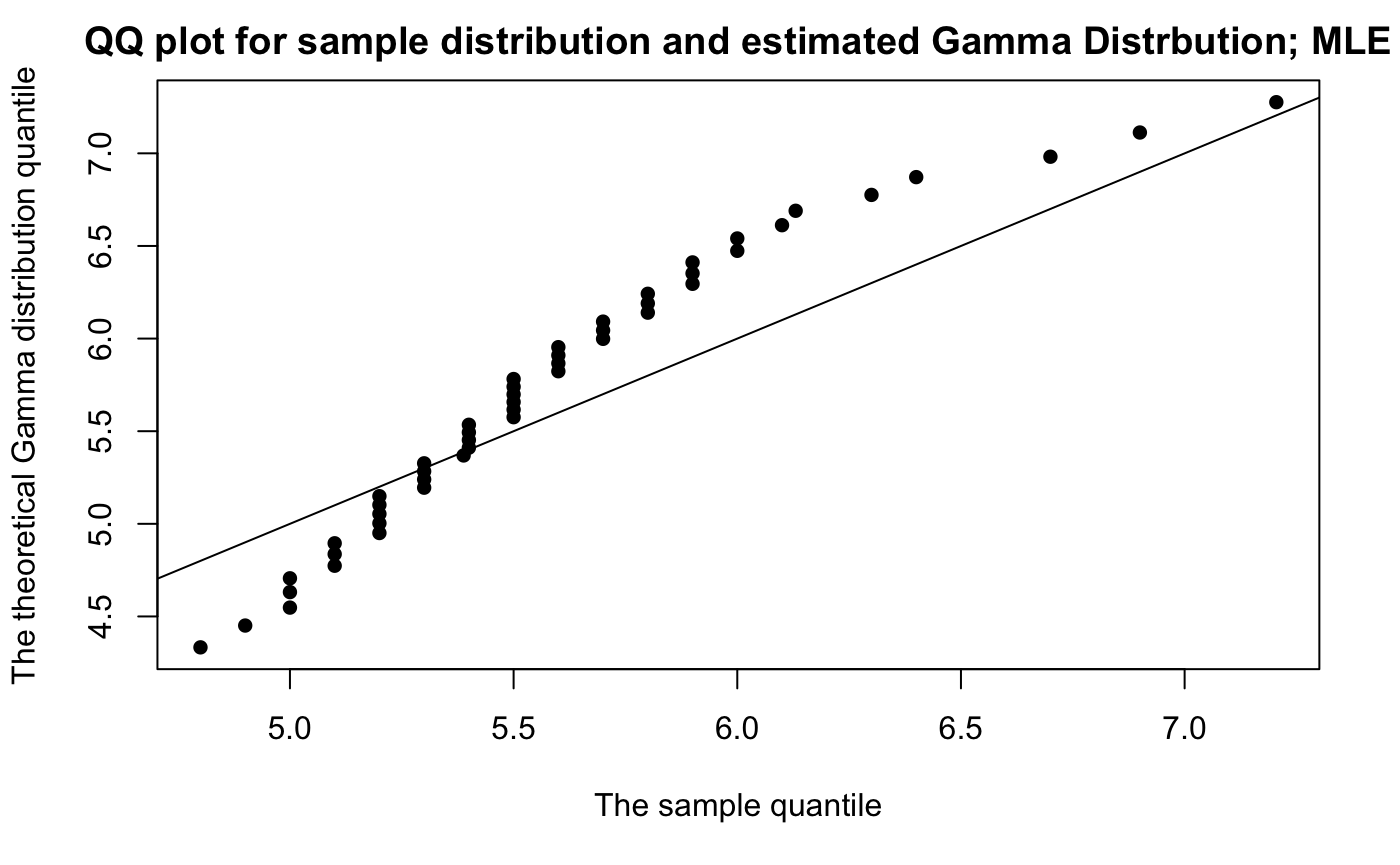 QQ plot for sample distribution and estimated Gamma Distrbution; MLE
The theoretical Gamma distribution quantile
7.0
6.5
6.0
5.5
5.0
4.5
5.0 5.5 6.0 6.5 7.0
The sample quantile